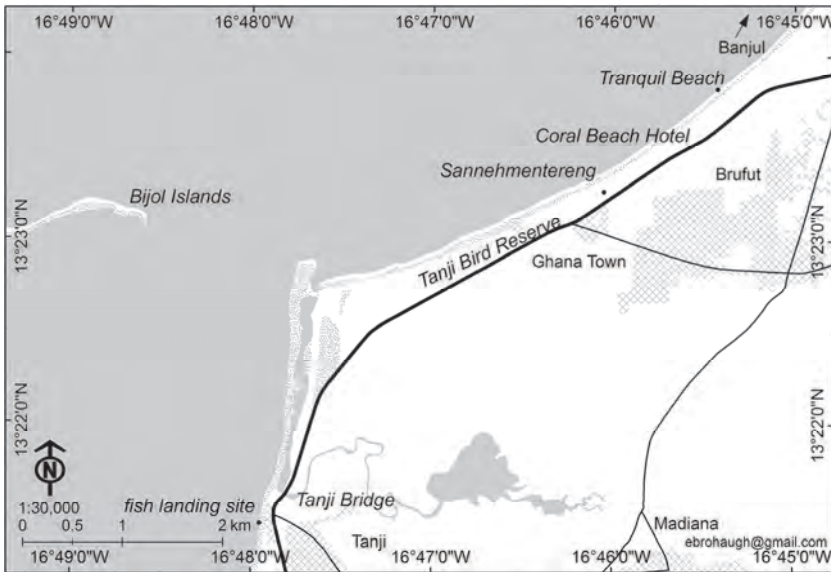 16°49'0"W 16°48'0"W 16°47'0"W 16°46'0"W 16°45'0"W
Banjul
Tranquil Beach
Coral Beach Hotel
Sannehmentereng
Brufut
Bijol Islands
13°23'0"N
13°23'0"N
Tanji Bird Reserve
Ghana Town
13°22'0"N
13°22'0"N
N
1:30,000
0 0.5 1 2 km
fish landing site
Tanji Bridge
Tanji
Madiana
ebrohaugh@gmail.com
16°49'0"W 16°48'0"W 16°47'0"W 16°46'0"W 16°45'0"W